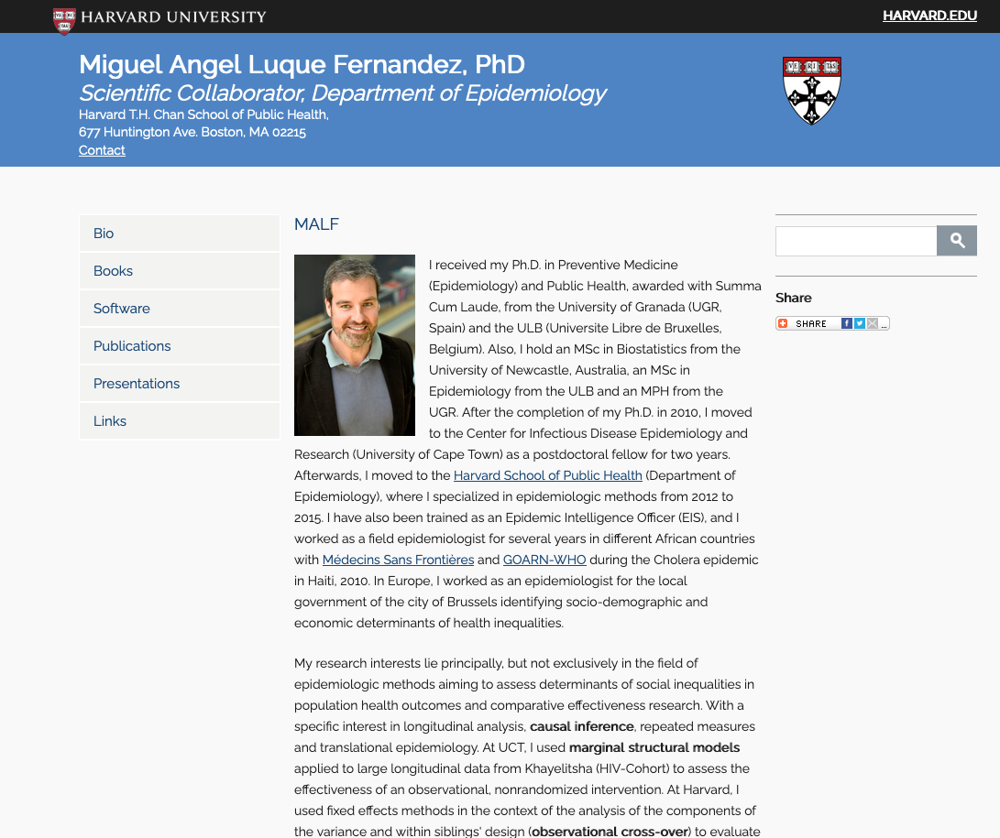 HARVARD UNIVERSITY
HARVARD.EDU
Miguel Angel Luque Fernandez, PhD
Scientific Collaborator, Department of Epidemiology
Harvard T.H. Chan School of Public Health,
677 Huntington Ave. Boston, MA 02215
Contact
Bio
Books
Software
Publications
Presentations
Links
MALF
I received my Ph.D. in Preventive Medicine
(Epidemiology) and Public Health, awarded with Summa
Cum Laude, from the University of Granada (UGR,
Spain) and the ULB (Universite Libre de Bruxelles,
Belgium). Also, I hold an MSc in Biostatistics from the
University of Newcastle, Australia, an MSc in
Epidemiology from the ULB and an MPH from the
UGR. After the completion of my Ph.D. in 2010, I moved
to the Center for Infectious Disease Epidemiology and
Research (University of Cape Town) as a postdoctoral fellow for two years.
Afterwards, I moved to the Harvard School of Public Health (Department of
Epidemiology), where I specialized in epidemiologic methods from 2012 to
2015. I have also been trained as an Epidemic Intelligence Officer (EIS), and I
worked as a field epidemiologist for several years in different African countries
with Médecins Sans Frontières and GOARN-WHO during the Cholera epidemic
in Haiti, 2010. In Europe, I worked as an epidemiologist for the local
government of the city of Brussels identifying socio-demographic and
economic determinants of health inequalities.
My research interests lie principally, but not exclusively in the field of
epidemiologic methods aiming to assess determinants of social inequalities in
population health outcomes and comparative effectiveness research. With a
specific interest in longitudinal analysis, causal inference, repeated measures
and translational epidemiology. At UCT, I used marginal structural models
applied to large longitudinal data from Khayelitsha (HIV-Cohort) to assess the
effectiveness of an observational, nonrandomized intervention. At Harvard, I
used fixed effects methods in the context of the analysis of the components of
the variance and within siblings' design (observational cross-over) to evaluate
Share
SHARE